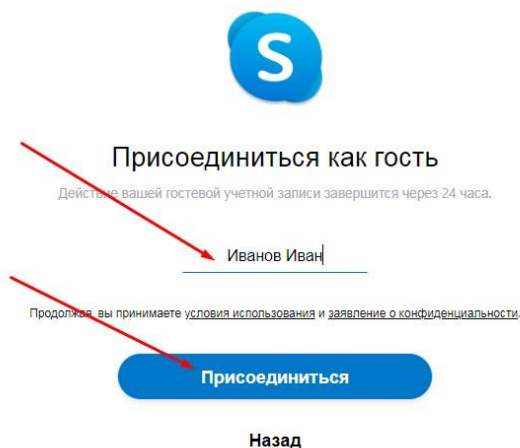 S
Присоединиться как гость
Действие вашей гостевой учетной записи завершится через 24 часа.
Иванов Иван
Продолжая, вы принимаете условия использования и заявление о конфиденциальности.
Присоединиться
Назад